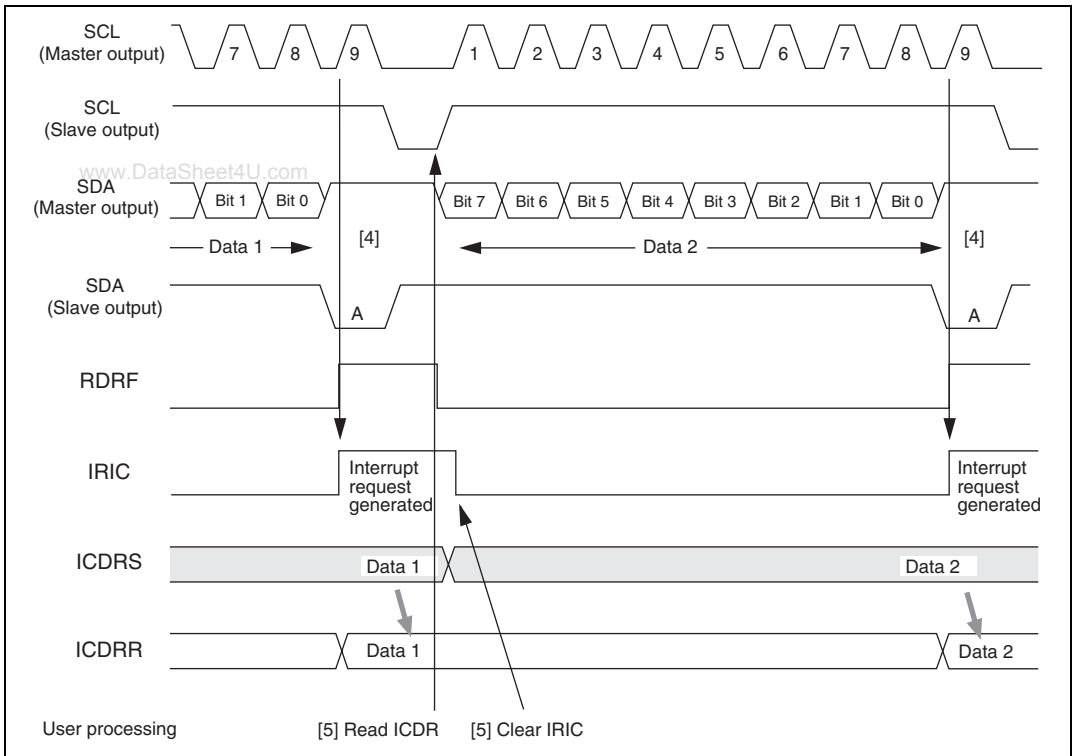 SCL
(Master output)
7 8 9 1 2 3 4 5 6 7 8 9
SCL
(Slave output)
www.DataSheet4U.com
SDA
(Master output)
Bit 1 Bit 0 Bit 7 Bit 6 Bit 5 Bit 4 Bit 3 Bit 2 Bit 1 Bit 0
Data 1 [4] Data 2 [4]
SDA
(Slave output)
A A
RDRF
IRIC
Interrupt
request
generated
Interrupt
request
generated
ICDRS
Data 1 Data 2
ICDRR
Data 1 Data 2
User processing [5] Read ICDR [5] Clear IRIC